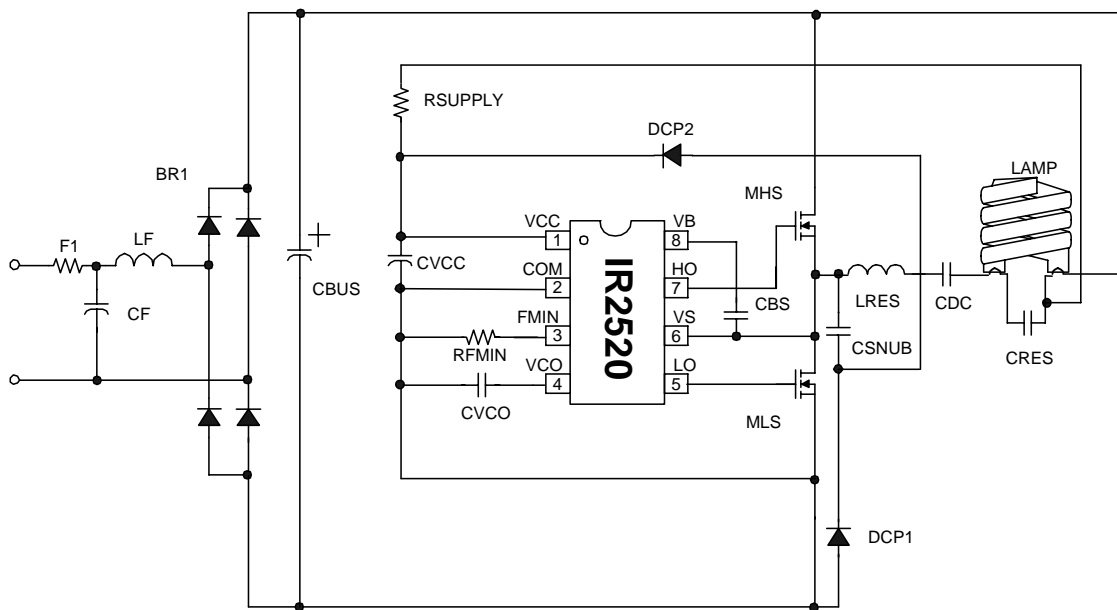 RSUPPLY
DCP2
BR1
MHS
LAMP
VCC
VB
1
8
F1
LF
CVCC
COM
HO
2
7
CBUS
IR2520
CBS
LRES
CDC
CF
FMIN
VS
3
6
RFMIN
CSNUB
CRES
VCO
LO
4
5
CVCO
MLS
DCP1